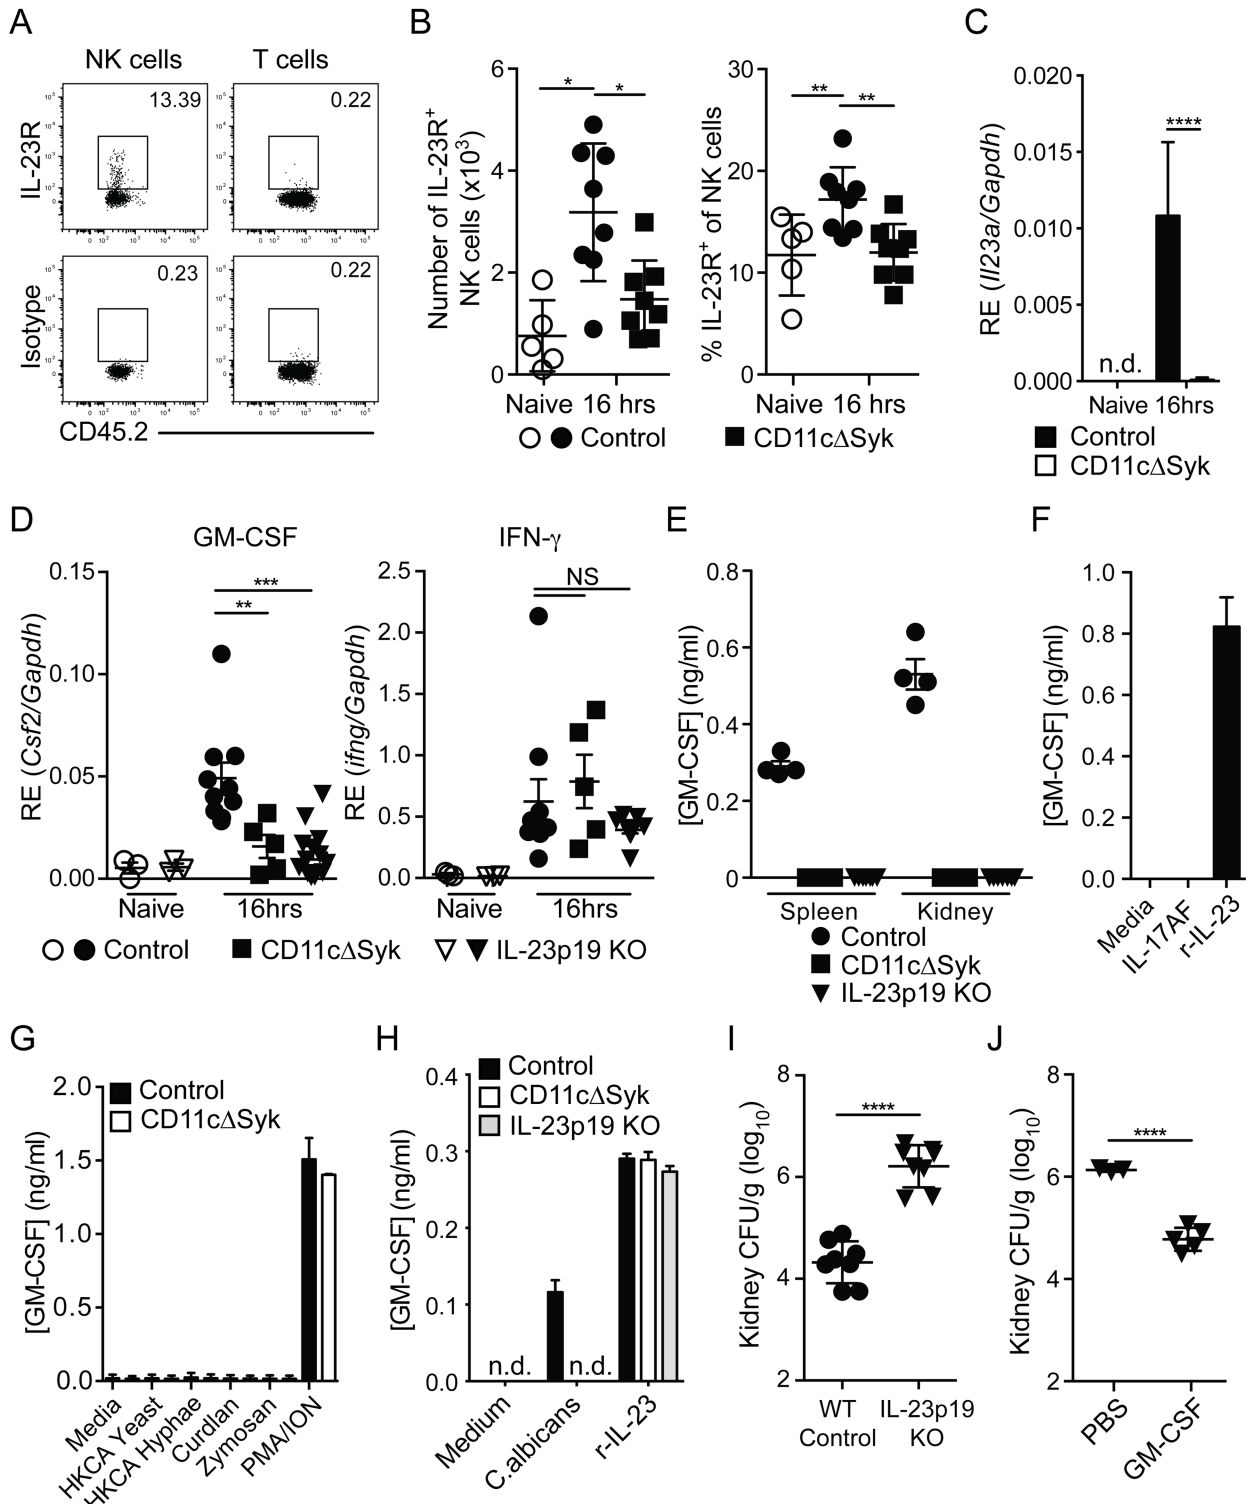 A
NK cells
T cells
IL-23R
13.39
0.22
Isotype
0.23
0.22
CD45.2
B
Number of IL-23R+
NK cells (x10³)
6
4
2
0
*
*
% IL-23R+ of NK cells
30
20
10
0
**
**
Naive 16 hrs
Naive 16 hrs
Control
CD11cΔSyk
C
RE (Il23a/Gapdh)
0.020
0.015
0.010
0.005
0.000
****
n.d.
Naive 16hrs
Control
CD11cΔSyk
D
GM-CSF
RE (Csf2/Gapdh)
0.15
0.10
0.05
0.00
***
**
Naive
16hrs
IFN-γ
RE (ifng/Gapdh)
2.5
2.0
1.5
1.0
0.5
0.0
NS
Naive
16hrs
Control
CD11cΔSyk
IL-23p19 KO
E
[GM-CSF] (ng/ml)
0.8
0.6
0.4
0.2
0
Spleen
Kidney
Control
CD11cΔSyk
IL-23p19 KO
F
[GM-CSF] (ng/ml)
1.0
0.8
0.6
0.4
0.2
0.0
Media
IL-17AF
r-IL-23
G
[GM-CSF] (ng/ml)
2.0
1.5
1.0
0.5
0.0
Control
CD11cΔSyk
Media
HKCA Yeast
HKCA Hyphae
Curdlan
Zymosan
PMA/ION
H
[GM-CSF] (ng/ml)
0.4
0.3
0.2
0.1
0.0
Control
CD11cΔSyk
IL-23p19 KO
n.d.
n.d.
Medium
C.albicans
r-IL-23
I
Kidney CFU/g (log10)
8
6
4
2
****
WT
Control
IL-23p19
KO
J
Kidney CFU/g (log10)
8
6
4
2
****
PBS
GM-CSF